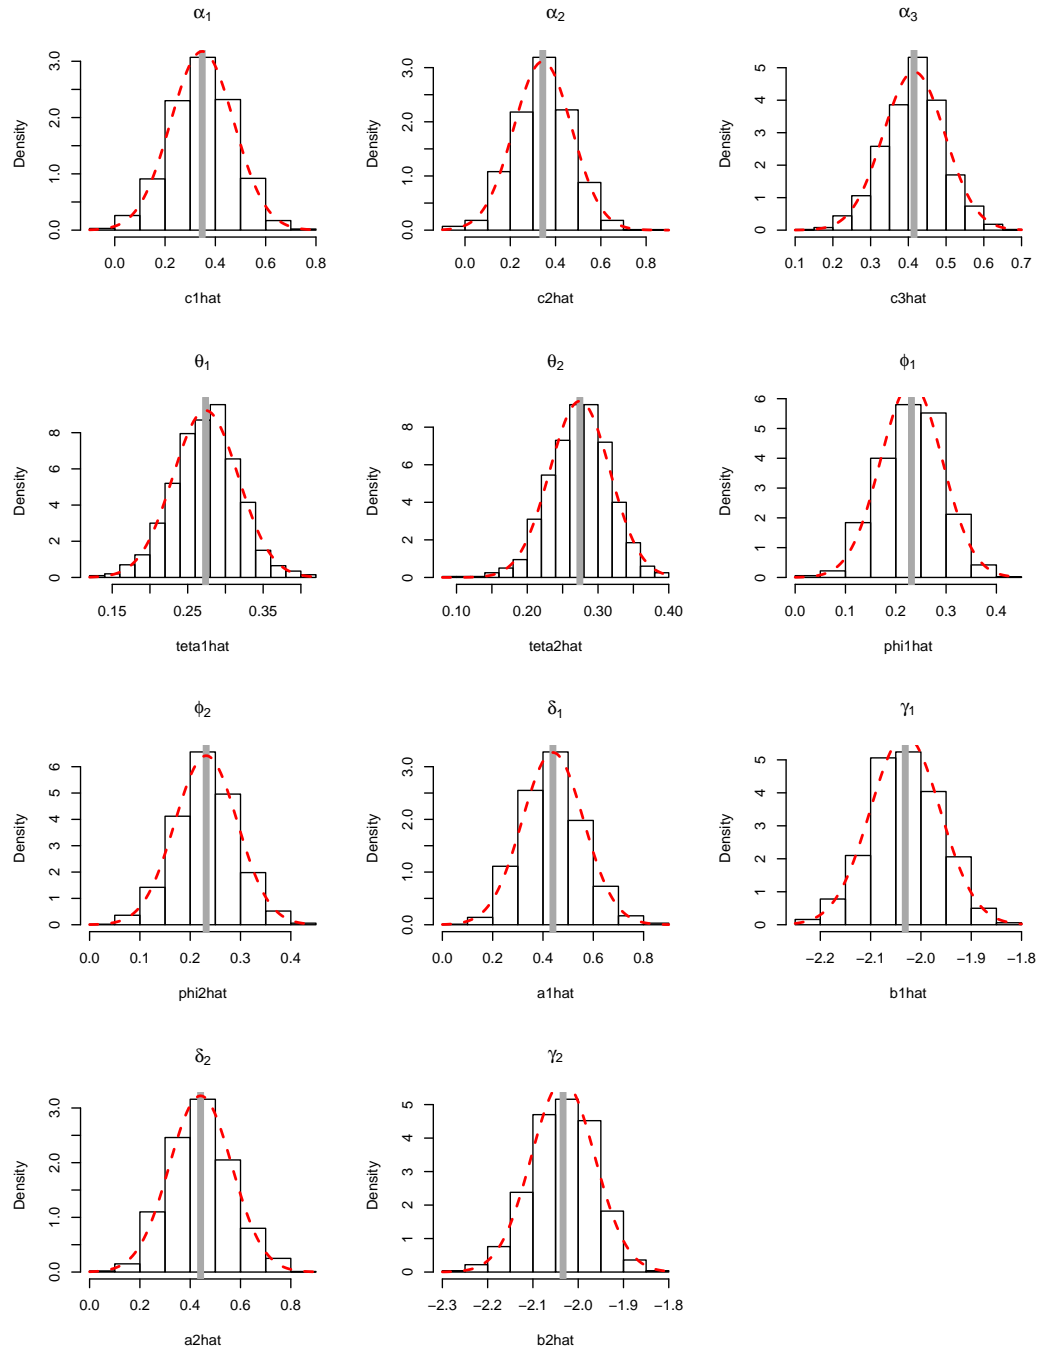 α1
Density
0.0 1.0 2.0 3.0
0.0 0.2 0.4 0.6 0.8
c1hat
α2
Density
0.0 1.0 2.0 3.0
0.0 0.2 0.4 0.6 0.8
c2hat
α3
Density
0 1 2 3 4 5
0.1 0.2 0.3 0.4 0.5 0.6 0.7
c3hat
θ1
Density
0 2 4 6 8
0.15 0.25 0.35
teta1hat
θ2
Density
0 2 4 6 8
0.10 0.20 0.30 0.40
teta2hat
ϕ1
Density
0 1 2 3 4 5 6
0.0 0.1 0.2 0.3 0.4
phi1hat
ϕ2
Density
0 1 2 3 4 5 6
0.0 0.1 0.2 0.3 0.4
phi2hat
δ1
Density
0.0 1.0 2.0 3.0
0.0 0.2 0.4 0.6 0.8
a1hat
γ1
Density
0 1 2 3 4 5
−2.2 −2.1 −2.0 −1.9 −1.8
b1hat
δ2
Density
0.0 1.0 2.0 3.0
0.0 0.2 0.4 0.6 0.8
a2hat
γ2
Density
0 1 2 3 4 5
−2.3 −2.2 −2.1 −2.0 −1.9 −1.8
b2hat